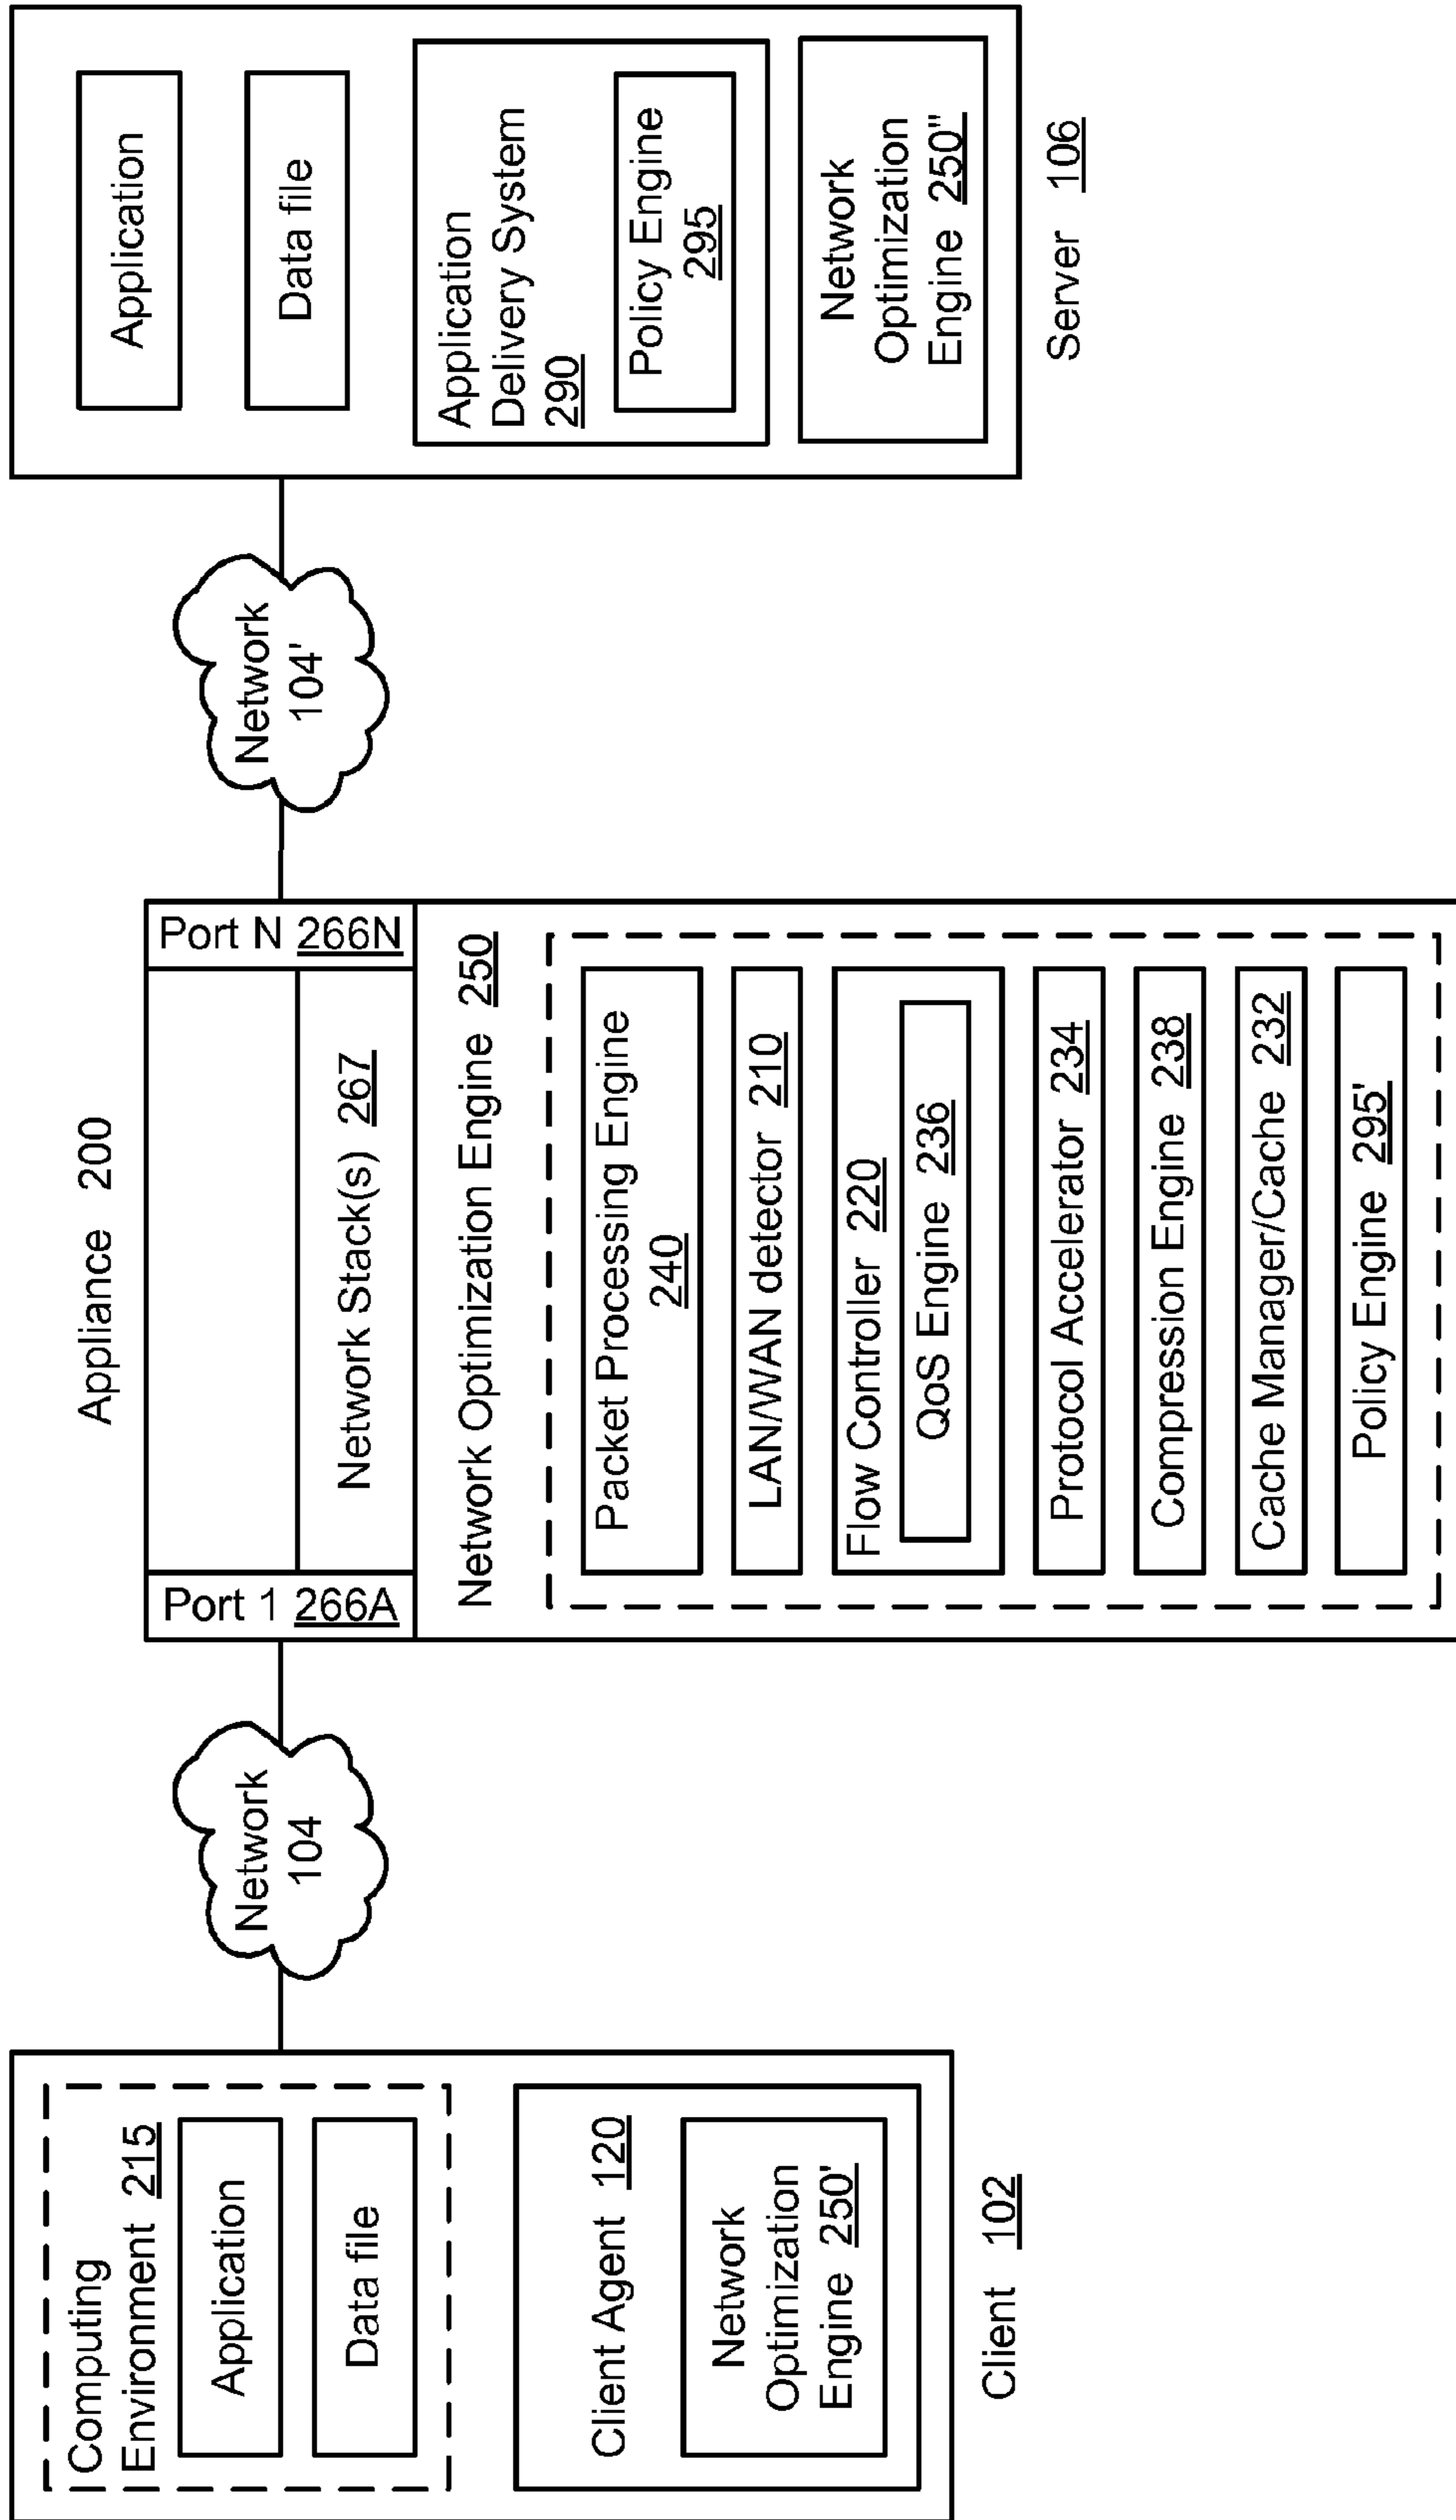 Computing
Environment 215
Application
Data file
Client Agent 120
Network
Optimization
Engine 250'
Client 102
Network
104
Appliance 200
Port 1 266A
Network Stack(s) 267
Port N 266N
Network Optimization Engine 250
Packet Processing Engine
240
LAN/WAN detector 210
Flow Controller 220
QoS Engine 236
Protocol Accelerator 234
Compression Engine 238
Cache Manager/Cache 232
Policy Engine 295'
Network
104'
Application
Data file
Application
Delivery System
290
Policy Engine
295
Network
Optimization
Engine 250"
Server 106